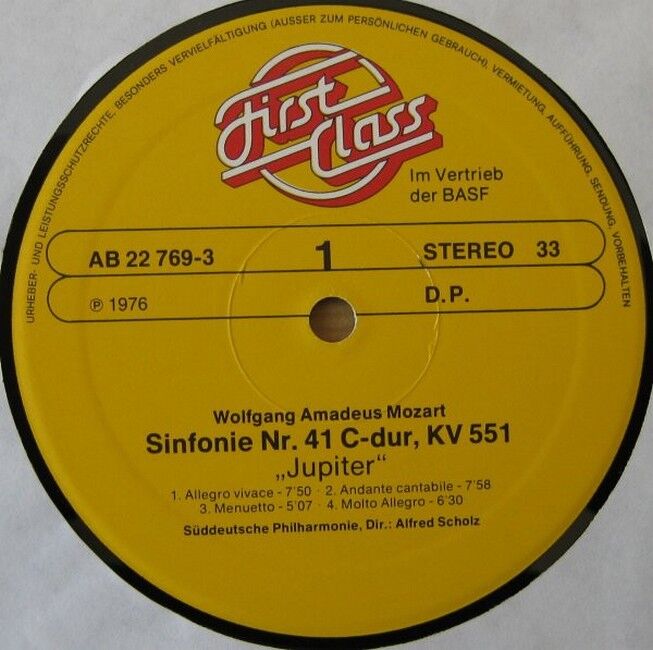 URHEBER- UND LEISTUNGSSCHUTZRECHTE, BESONDERS VERVIELFÄLTIGUNG (AUSSER ZUM PERSÖNLICHEN GEBRAUCH), VERMIETUNG, AUFFÜHRUNG, SENDUNG, VORBEHALTEN
First
Class
Im Vertrieb
der BASF
AB 22 769-3 1 STEREO 33
℗ 1976 D.P.
Wolfgang Amadeus Mozart
Sinfonie Nr. 41 C-dur, KV 551
„Jupiter“
1. Allegro vivace - 7'50 · 2. Andante cantabile - 7'58
3. Menuetto - 5'07 · 4. Molto Allegro - 6'30
Süddeutsche Philharmonie, Dir.: Alfred Scholz